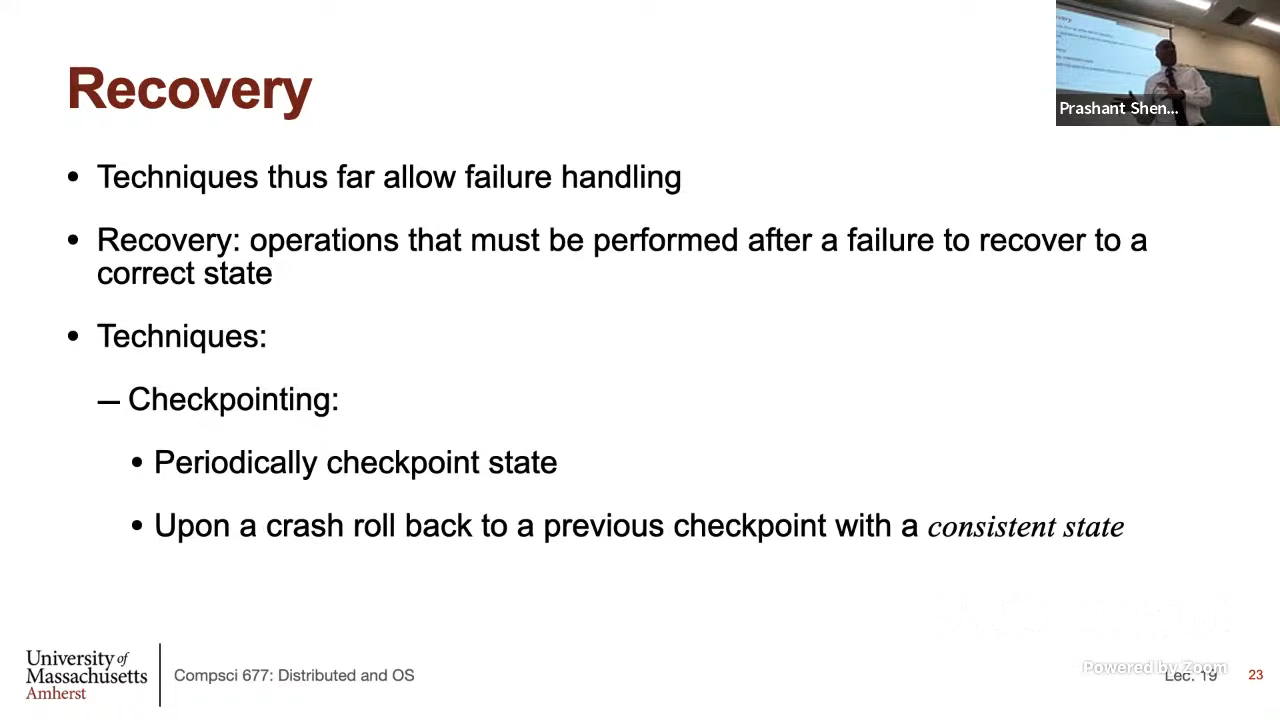 Recovery
Prashant Shen...
• Techniques thus far allow failure handling
• Recovery: operations that must be performed after a failure to recover to a
correct state
• Techniques:
– Checkpointing:
• Periodically checkpoint state
• Upon a crash roll back to a previous checkpoint with a consistent state
University of
Massachusetts
Amherst
Compsci 677: Distributed and OS
Powered by Zoom
Lec. 19
23